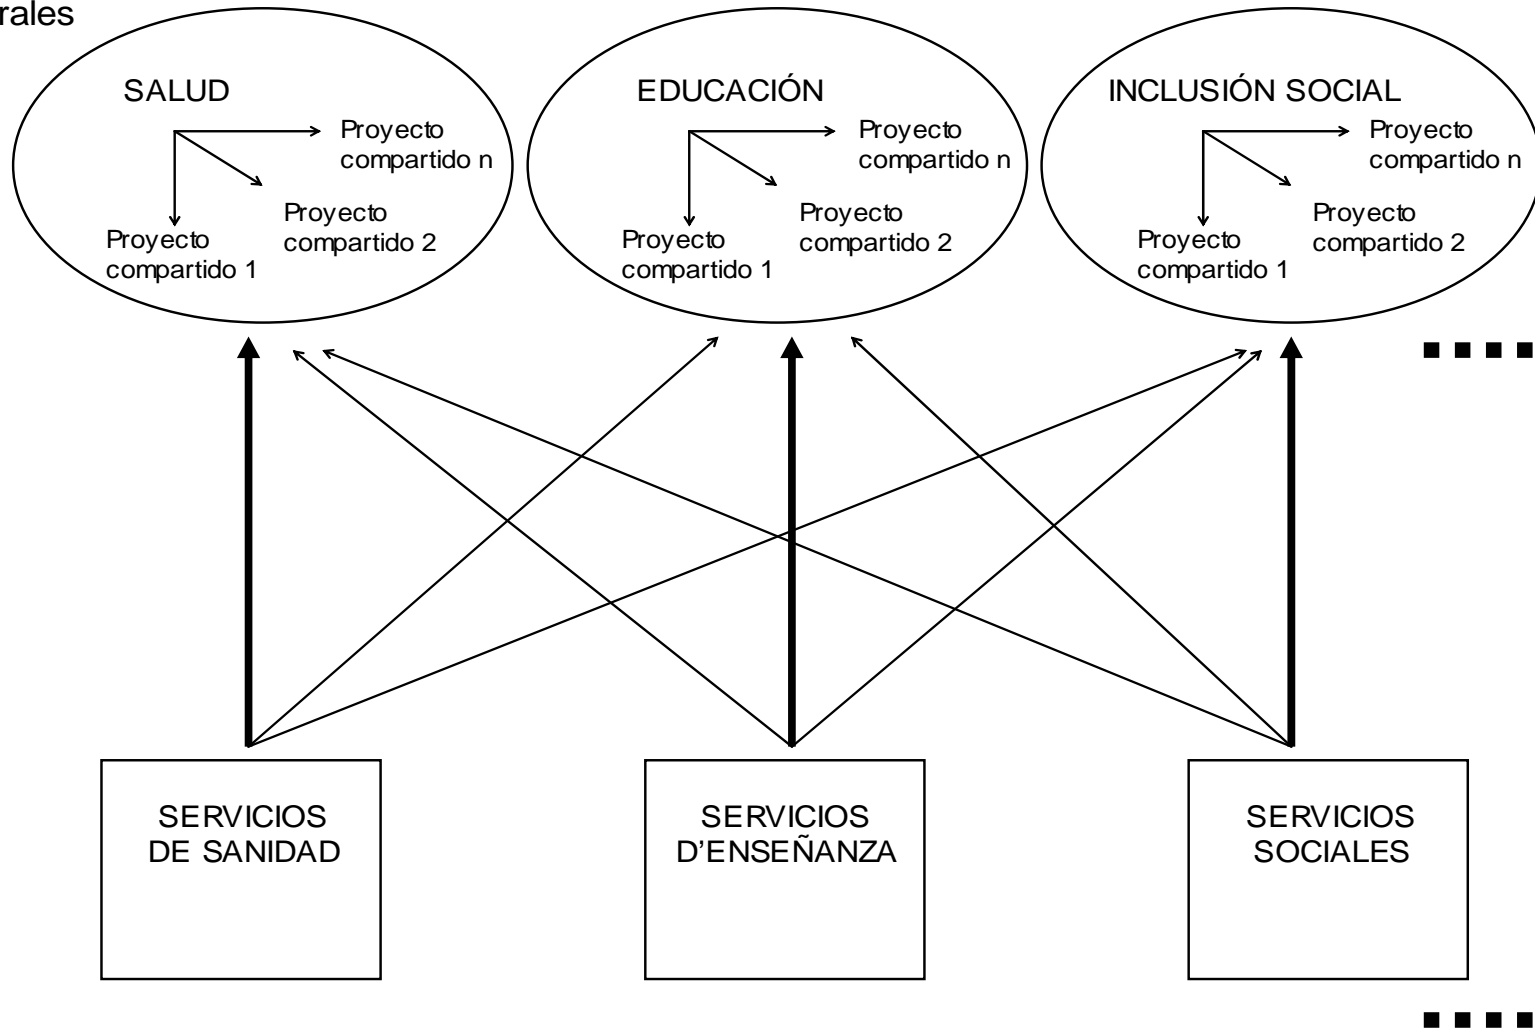 rales
SALUD
Proyecto
compartido n
Proyecto
compartido 2
Proyecto
compartido 1
EDUCACIÓN
Proyecto
compartido n
Proyecto
compartido 2
Proyecto
compartido 1
INCLUSIÓN SOCIAL
Proyecto
compartido n
Proyecto
compartido 2
Proyecto
compartido 1
SERVICIOS
DE SANIDAD
SERVICIOS
D’ENSEÑANZA
SERVICIOS
SOCIALES